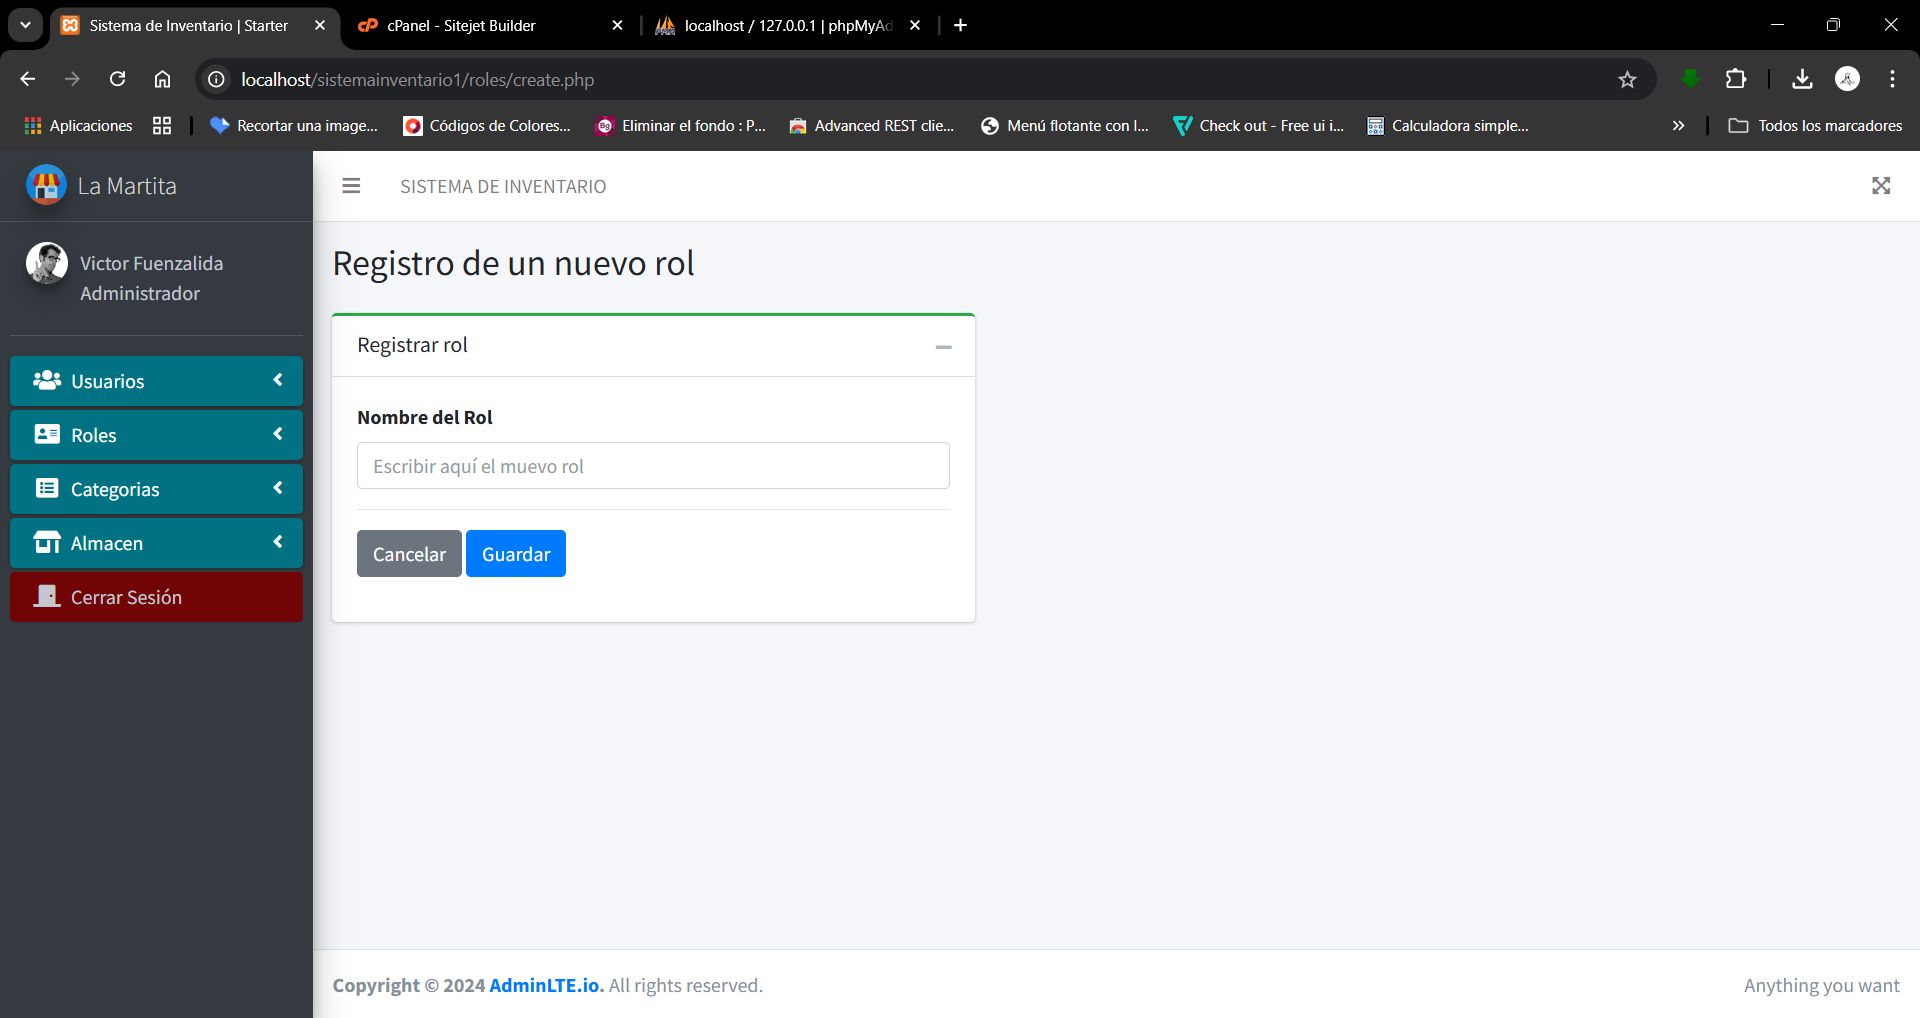 Sistema de Inventario | Starter
cPanel - Sitejet Builder
localhost / 127.0.0.1 | phpMyAd
localhost/sistemainventario1/roles/create.php
Aplicaciones
Recortar una image...
Códigos de Colores...
Eliminar el fondo : P...
Advanced REST clie...
Menú flotante con l...
Check out - Free ui i...
Calculadora simple...
Todos los marcadores
La Martita
SISTEMA DE INVENTARIO
Victor Fuenzalida
Administrador
Usuarios
Roles
Categorias
Almacen
Cerrar Sesión
Registro de un nuevo rol
Registrar rol
Nombre del Rol
Escribir aquí el muevo rol
Cancelar
Guardar
Copyright © 2024 AdminLTE.io. All rights reserved.
Anything you want